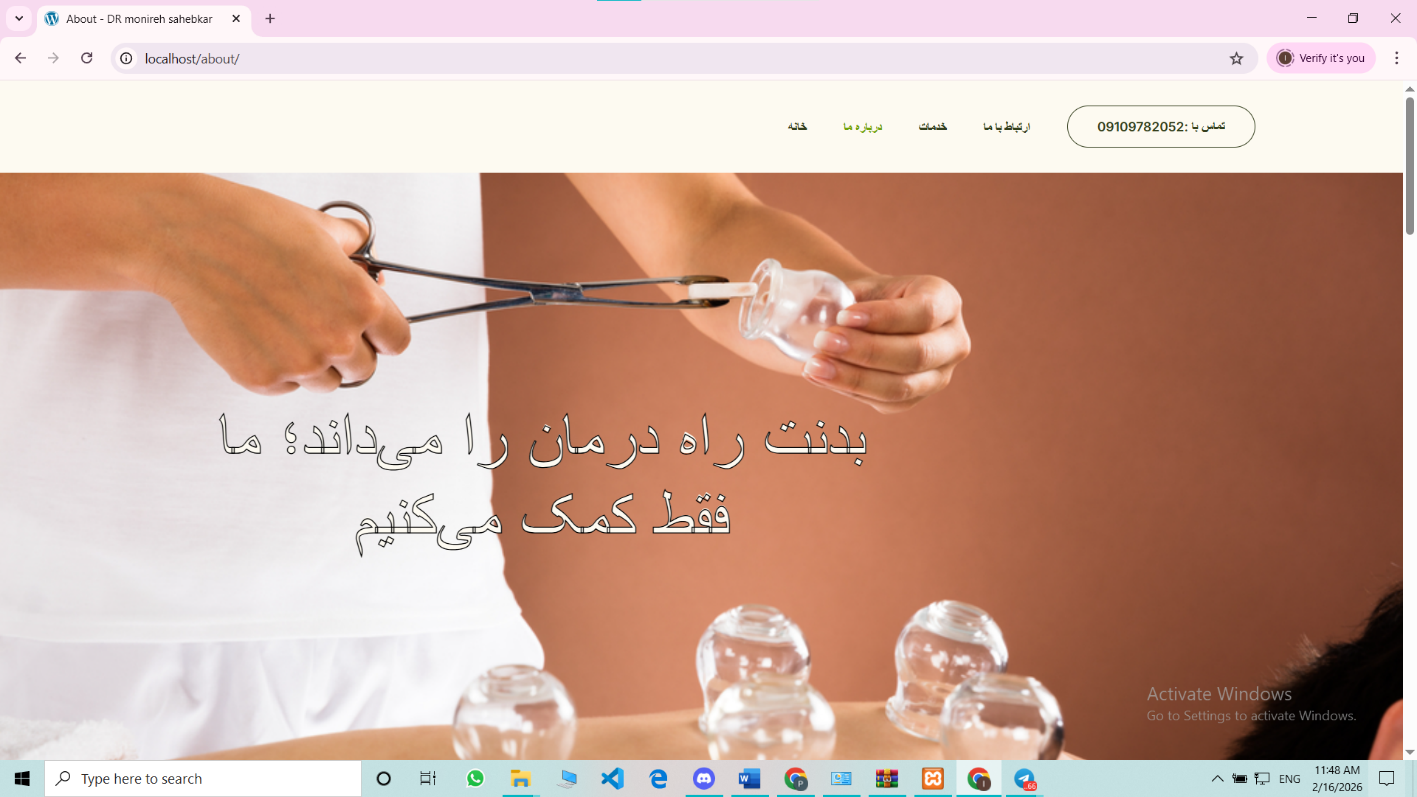 About - DR monireh sahebkar
localhost/about/
Verify it's you
خانه
درباره ما
خدمات
ارتباط با ما
تماس با :09109782052
بدنت راه درمان را می‌داند؛ ما
فقط کمک می‌کنیم
Activate Windows
Go to Settings to activate Windows.
Type here to search
66
ENG
11:48 AM
2/16/2026